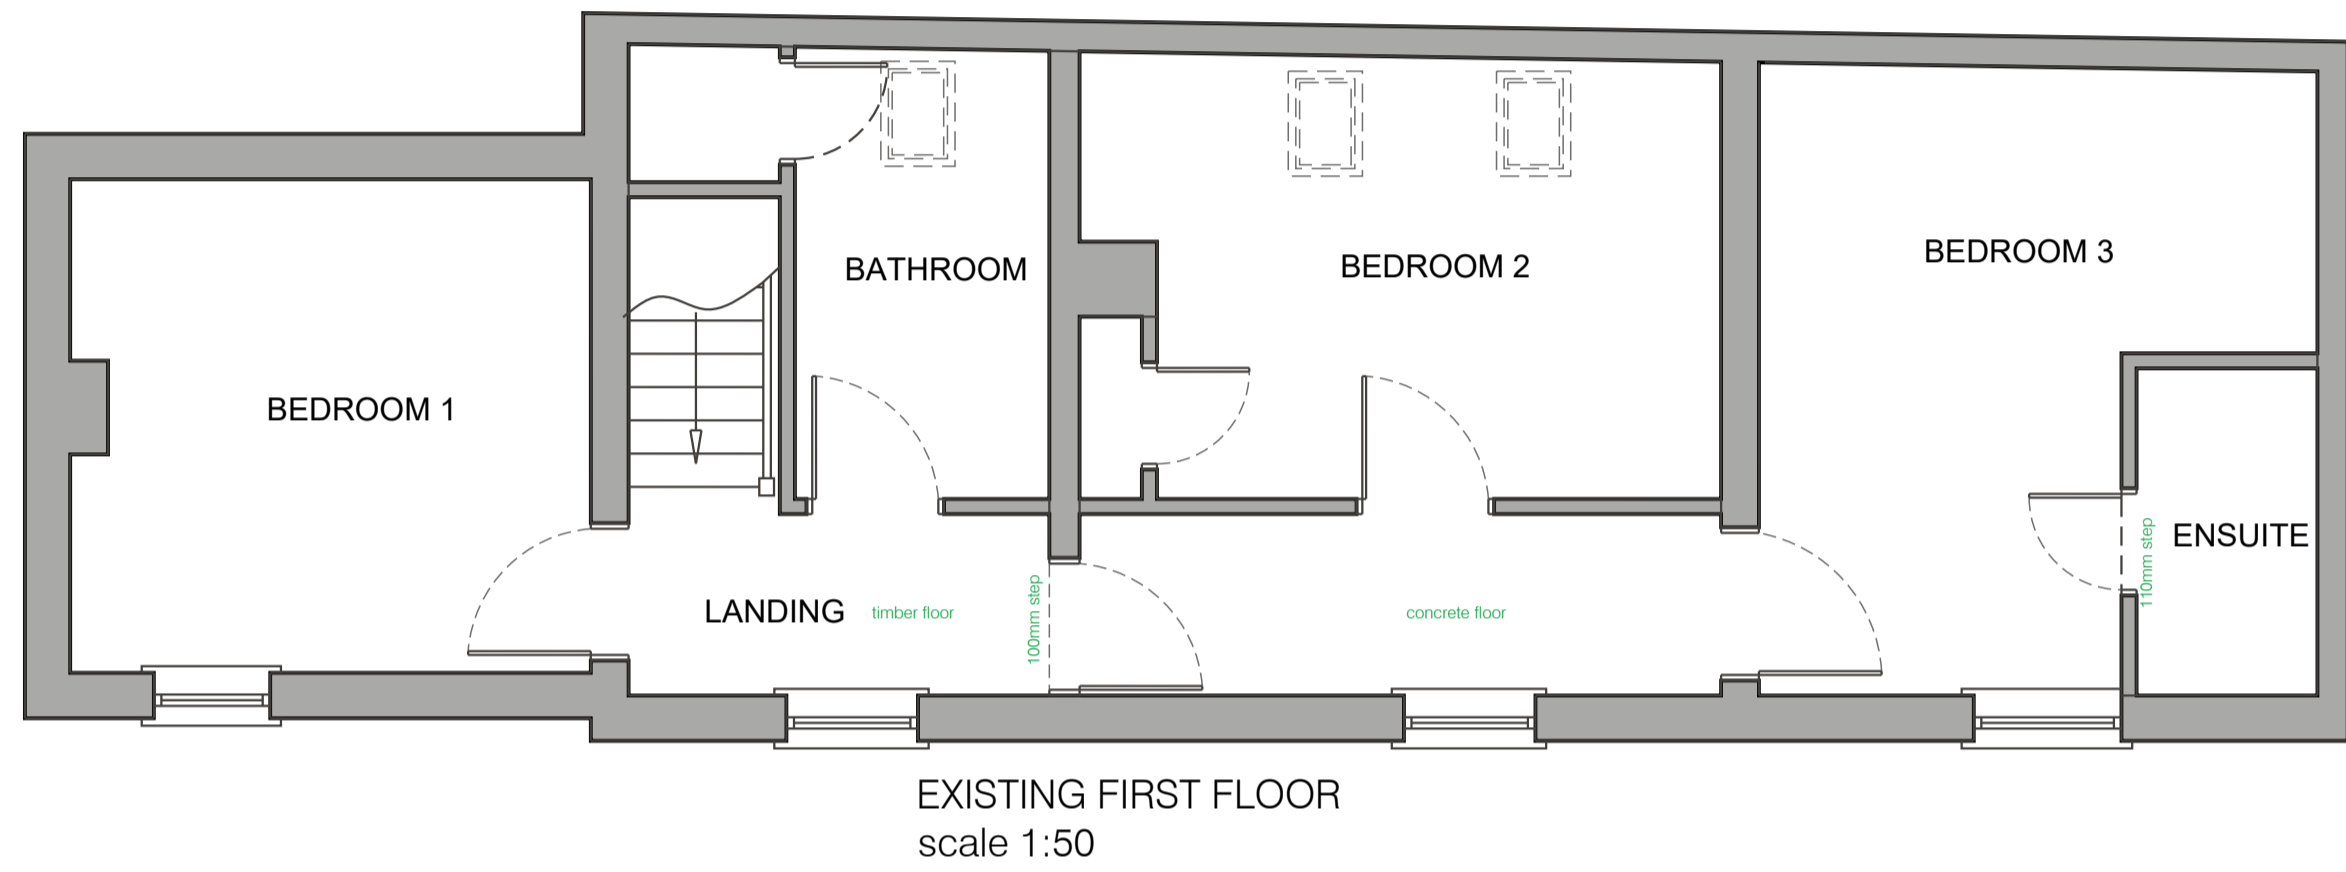 BEDROOM 1
BATHROOM
BEDROOM 2
BEDROOM 3
ENSUITE
110mm step
LANDING
timber floor
100mm step
concrete floor
EXISTING FIRST FLOOR
scale 1:50